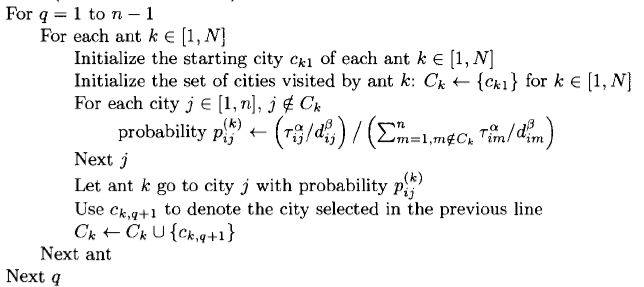 For q = 1 to n − 1
For each ant k ∈ [1, N]
Initialize the starting city c_{k1} of each ant k ∈ [1, N]
Initialize the set of cities visited by ant k: C_k ← {c_{k1}} for k ∈ [1, N]
For each city j ∈ [1, n], j ∉ C_k
probability p_{ij}^{(k)} ← (τ_{ij}^α / d_{ij}^β) / (∑_{m=1,m∉C_k}^n τ_{im}^α / d_{im}^β)
Next j
Let ant k go to city j with probability p_{ij}^{(k)}
Use c_{k,q+1} to denote the city selected in the previous line
C_k ← C_k ∪ {c_{k,q+1}}
Next ant
Next q